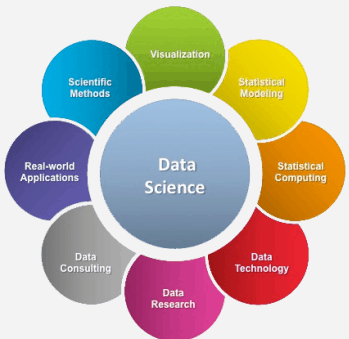 Visualization
Statistical
Modeling
Statistical
Computing
Data
Technology
Data
Research
Data
Consulting
Real-world
Applications
Scientific
Methods
Data
Science